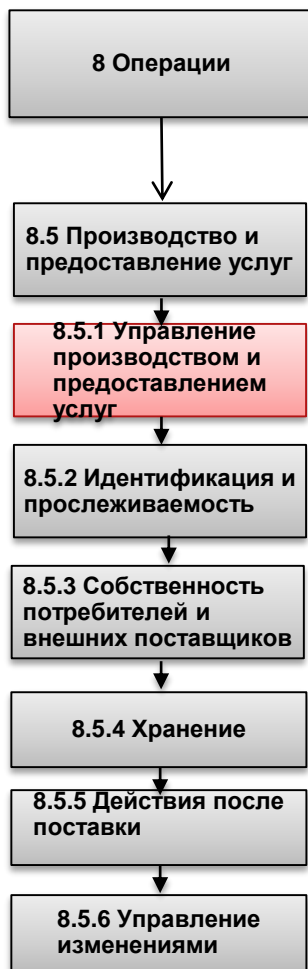 8 Операции
8.5 Производство и
предоставление услуг
8.5.1 Управление
производством и
предоставлением
услуг
8.5.2 Идентификация и
прослеживаемость
8.5.3 Собственность
потребителей и
внешних поставщиков
8.5.4 Хранение
8.5.5 Действия после
поставки
8.5.6 Управление
изменениями